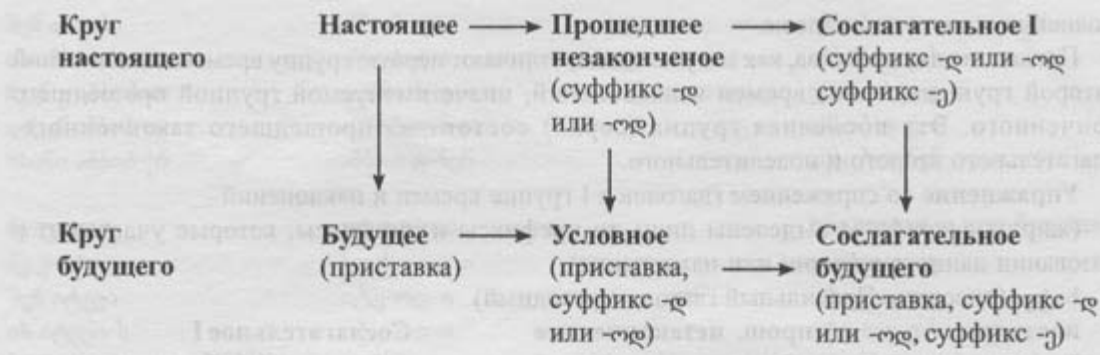 Круг
настоящего
Настоящее
Прошедшее
незаконченое
(суффикс -დ
или -ოდ)
Сослагательное I
(суффикс -დ или -ოდ
суффикс -ე)
Круг
будущего
Будущее
(приставка)
Условное
(приставка,
суффикс -დ
или -ოდ)
Сослагательное
будущего
(приставка, суффикс -დ
или -ოდ, суффикс -ე)